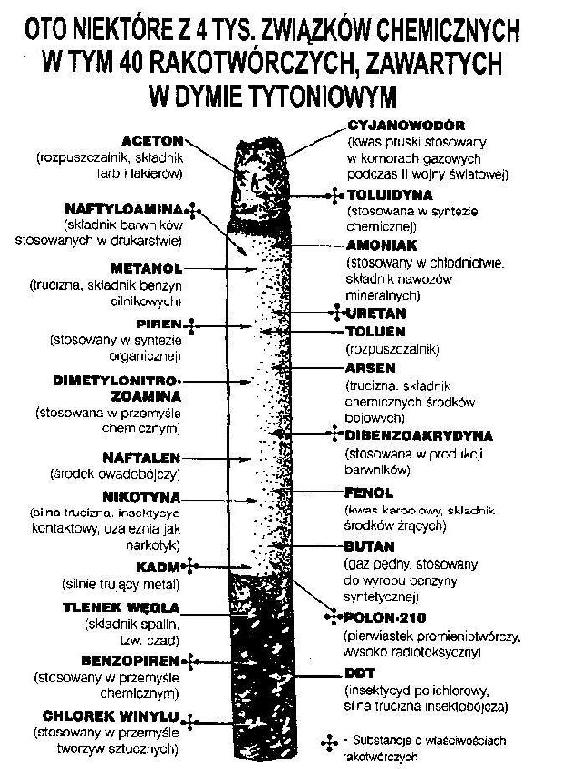 OTO NIEKTÓRE Z 4 TYS. ZWIĄZKÓW CHEMICZNYCH
W TYM 40 RAKOTWÓRCZYCH, ZAWARTYCH
W DYMIE TYTONIOWYM
ACETON
(rozpuszczalnik, składnik
farb i lakierów)
NAFTYLOAMINA
(składnik barwników
stosowanych w drukarstwie)
METANOL
(trucizna, składnik benzyn
silnikowych)
PIREN
(stosowany w syntezie
organicznej)
DIMETYLONITRO-
ZOAMINA
(stosowana w przemyśle
chemicznym)
NAFTALEN
(środek owadobójczy)
NIKOTYNA
(silna trucizna, insektycyd
kontaktowy, uzależnia jak
narkotyk)
KADM
(silnie trujący metal)
TLENEK WĘGLA
(składnik spalin,
tzw. czad)
BENZOPIREN
(stosowany w przemyśle
chemicznym)
CHLOREK WINYLU
(stosowany w przemyśle
tworzyw sztucznych)
CYJANOWODÓR
(kwas pruski stosowany
w komorach gazowych
podczas II wojny światowej)
TOLUIDYNA
(stosowana w syntezie
chemicznej)
AMONIAK
(stosowany w chłodnictwie,
składnik nawozów
mineralnych)
URETAN
TOLUEN
(rozpuszczalnik)
ARSEN
(trucizna, składnik
chemicznych środków
bojowych)
DIBENZOAKRYDYNA
(stosowana w produkcji
barwników)
FENOL
(kwas karbolowy, składnik
środków żrących)
BUTAN
(gaz pędny, stosowany
do wyrobu benzyny
syntetycznej)
POLON-210
(pierwiastek promieniotwórczy,
wysoko radiotoksyczny)
DDT
(insektycyd polichlorowy,
silna trucizna insektobójcza)
- Substancje o właściwościach
rakotwórczych